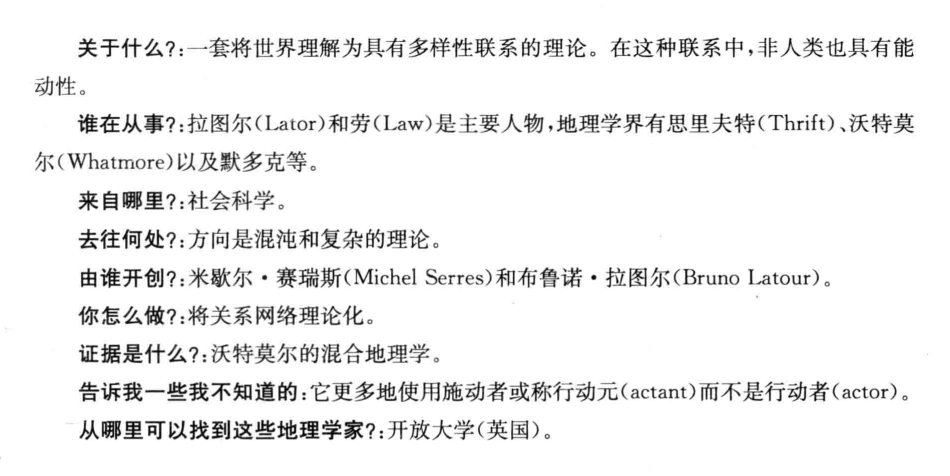 关于什么?:一套将世界理解为具有多样性联系的理论。在这种联系中,非人类也具有能
动性。
谁在从事?:拉图尔(Lator)和劳(Law)是主要人物,地理学界有思里夫特(Thrift)、沃特莫
尔(Whatmore)以及默多克等。
来自哪里?:社会科学。
去往何处?:方向是混沌和复杂的理论。
由谁开创?:米歇尔·赛瑞斯(Michel Serres)和布鲁诺·拉图尔(Bruno Latour)。
你怎么做?:将关系网络理论化。
证据是什么?:沃特莫尔的混合地理学。
告诉我一些我不知道的:它更多地使用施动者或称行动元(actant)而不是行动者(actor)。
从哪里可以找到这些地理学家?:开放大学(英国)。